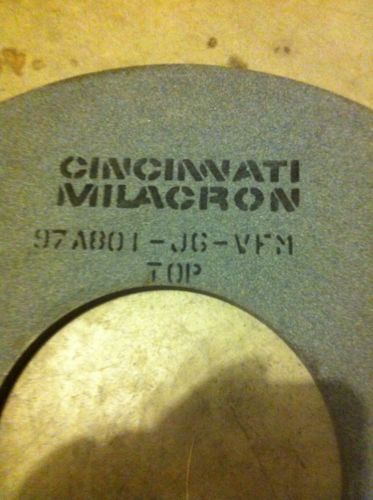 CINCINNATI
MILACRON
97A801-J6-VFM
TOP